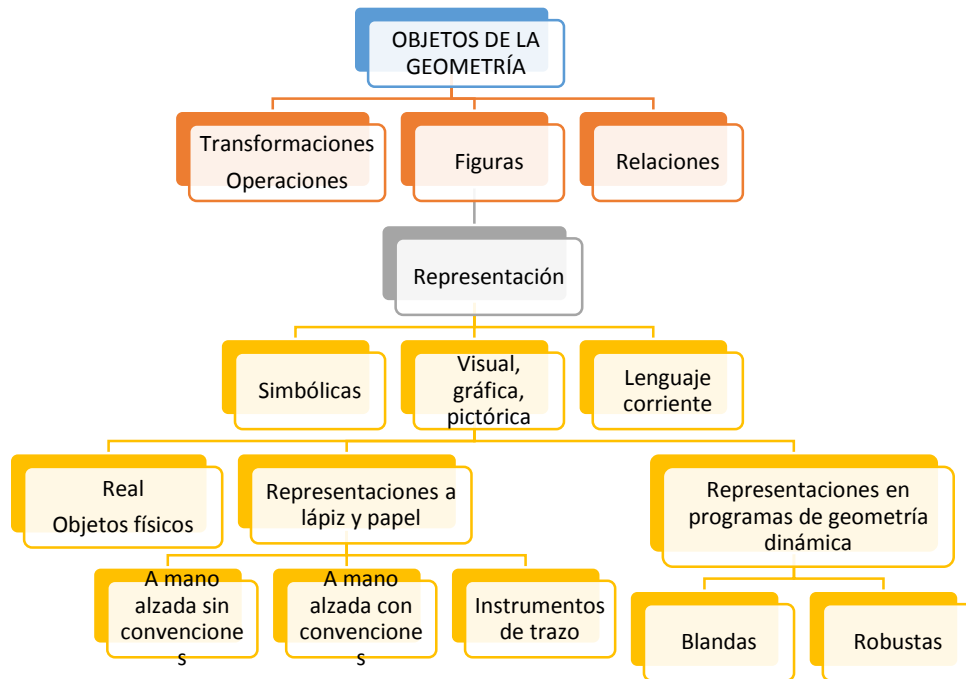 OBJETOS DE LA
GEOMETRÍA
Transformaciones
Operaciones
Figuras
Relaciones
Representación
Simbólicas
Visual,
gráfica,
pictórica
Lenguaje
corriente
Real
Objetos físicos
Representaciones a
lápiz y papel
Representaciones en
programas de geometría
dinámica
A mano
alzada sin
convencione
s
A mano
alzada con
convencione
s
Instrumentos
de trazo
Blandas
Robustas